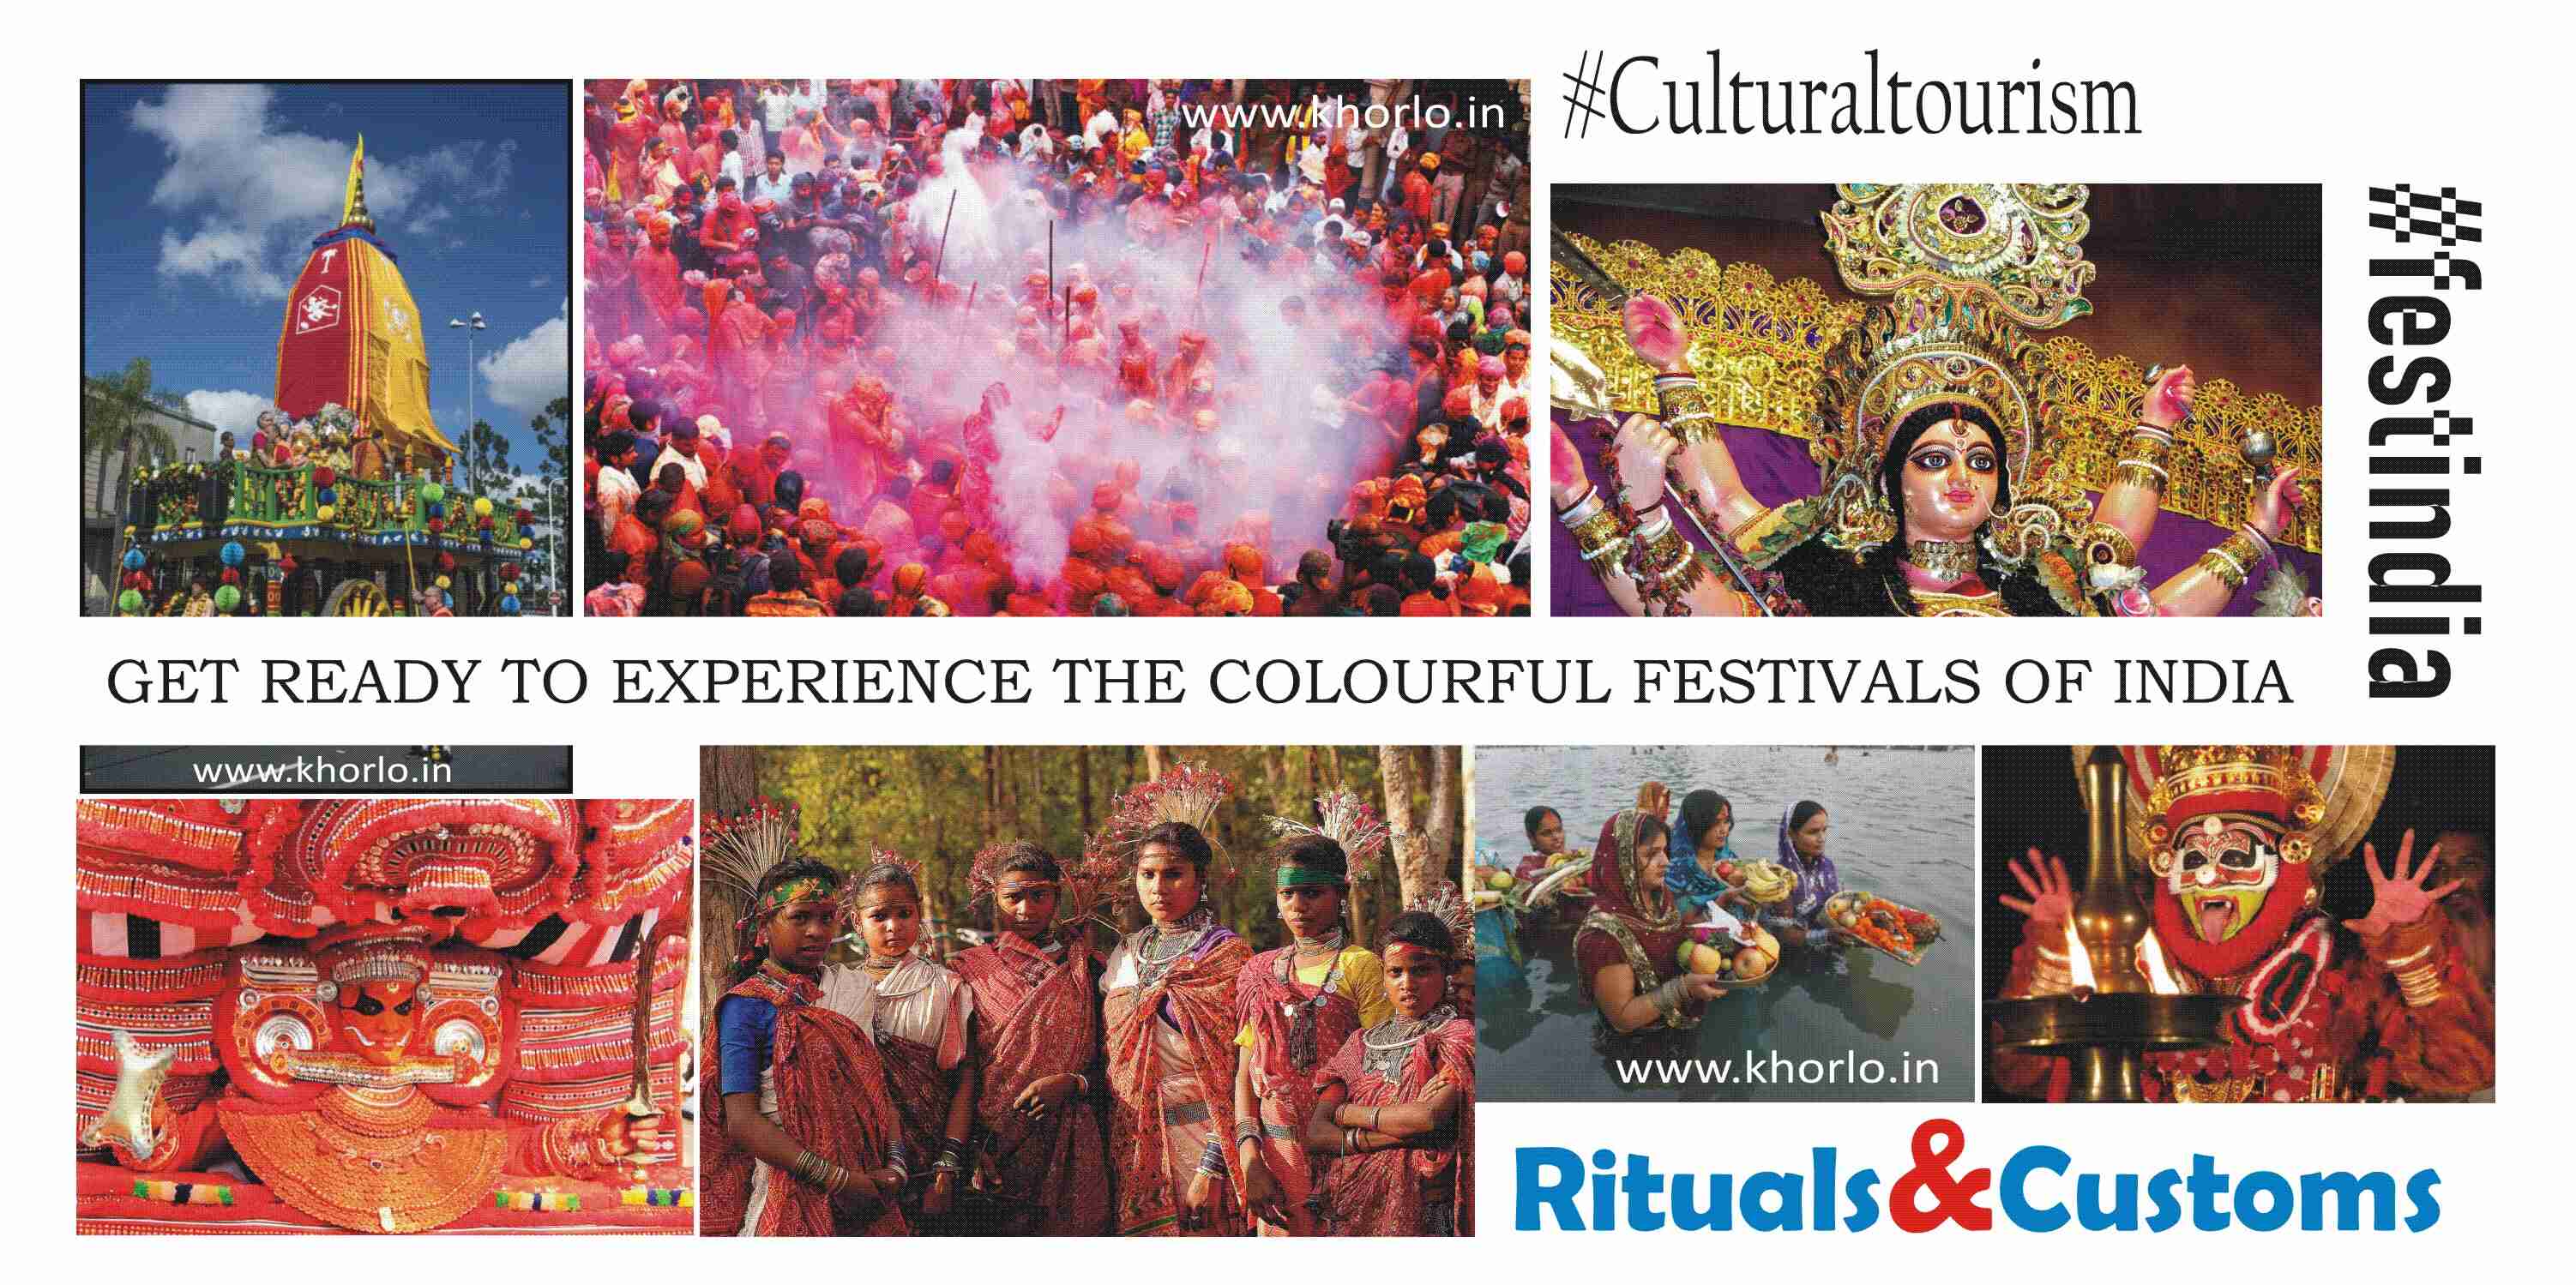 #Culturaltourism
www.khorlo.in
#festindia
GET READY TO EXPERIENCE THE COLOURFUL FESTIVALS OF INDIA
www.khorlo.in
www.khorlo.in
Rituals&Customs